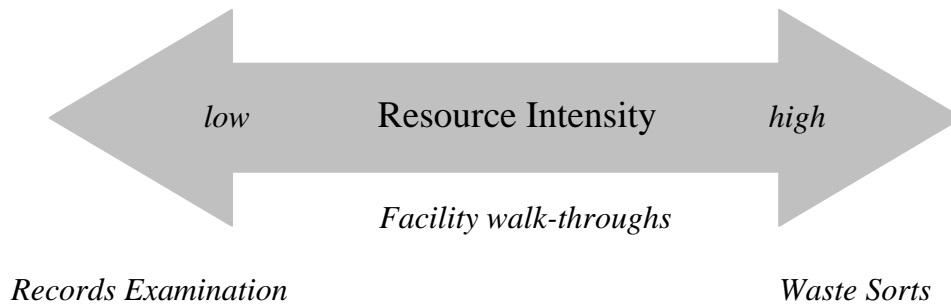 low Resource Intensity high
Facility walk-throughs
Records Examination Waste Sorts